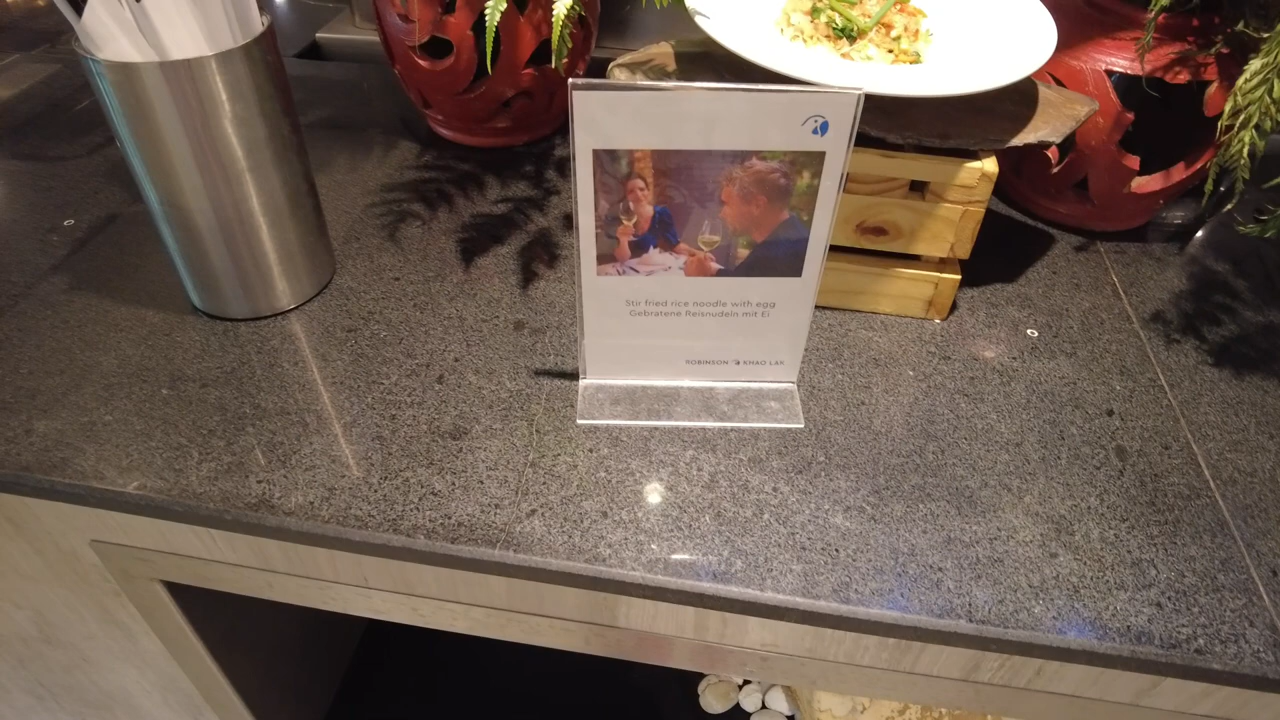 Stir fried rice noodle with egg
Gebratene Reisnudeln mit Ei
ROBINSON KHAO LAK